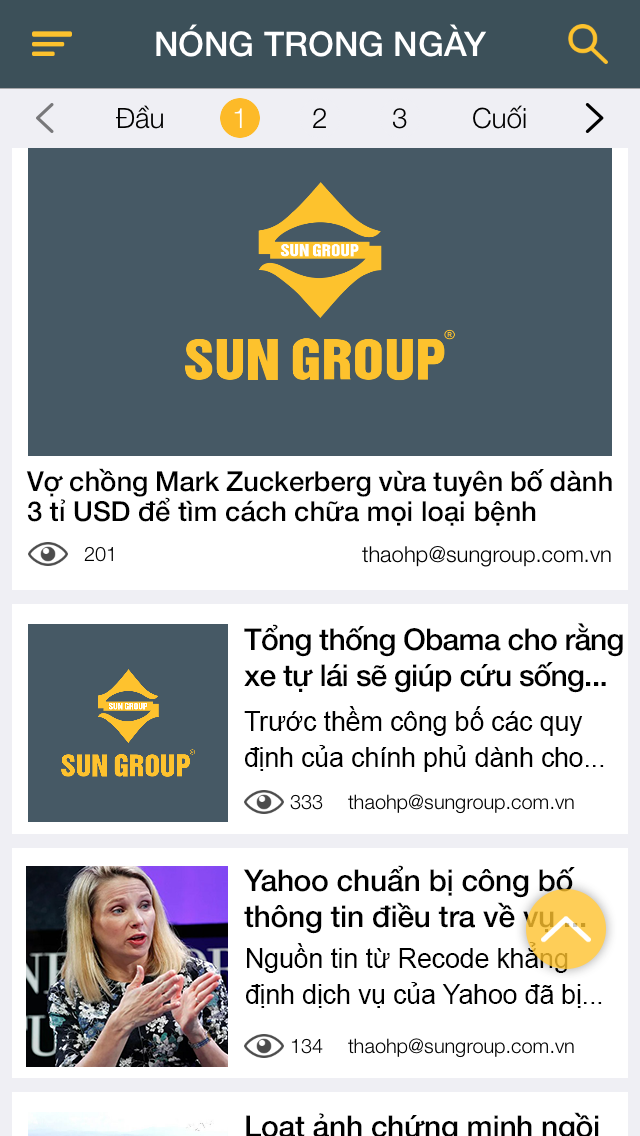 NÓNG TRONG NGÀY
Đầu 1 2 3 Cuối
SUN GROUP
SUN GROUP®
Vợ chồng Mark Zuckerberg vừa tuyên bố dành
3 tỉ USD để tìm cách chữa mọi loại bệnh
201 thaohp@sungroup.com.vn
SUN GROUP
SUN GROUP®
Tổng thống Obama cho rằng
xe tự lái sẽ giúp cứu sống...
Trước thềm công bố các quy
định của chính phủ dành cho...
333 thaohp@sungroup.com.vn
Yahoo chuẩn bị công bố
thông tin điều tra về vụ ...
Nguồn tin từ Recode khẳng
định dịch vụ của Yahoo đã bị...
134 thaohp@sungroup.com.vn
Loạt ảnh chứng minh ngồi